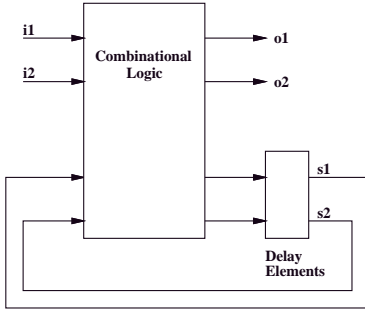 i1
o1
Combinational
Logic
i2
o2
s1
s2
Delay
Elements